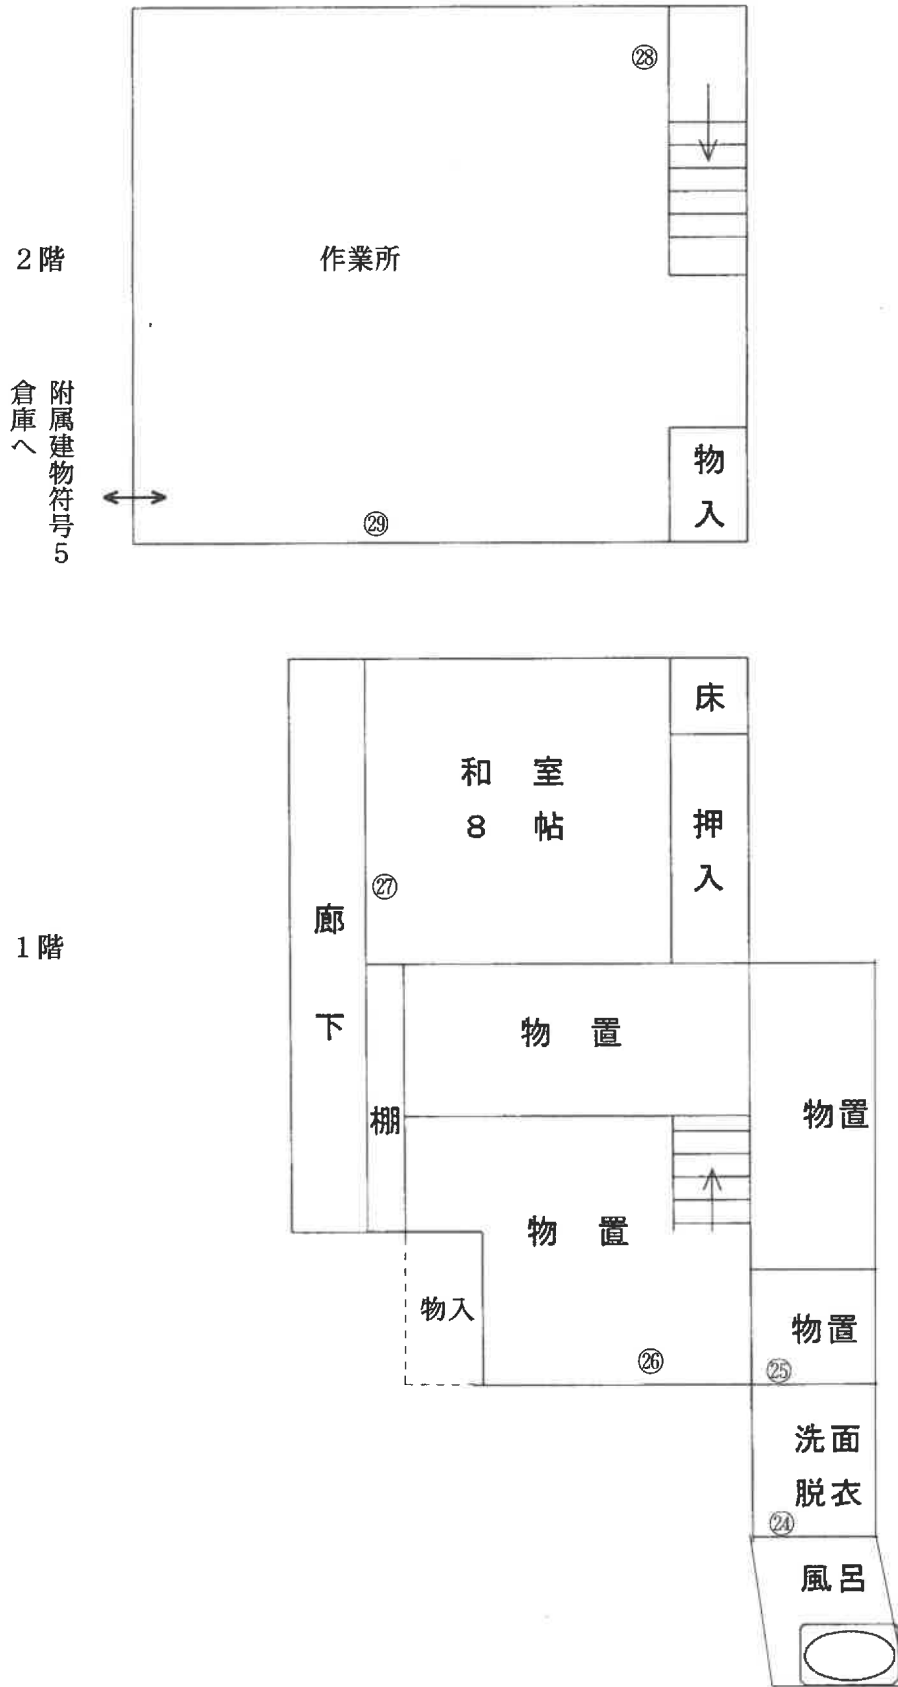 ㉘
2階
作業所
附属建物符号5
倉庫へ
物入
㉙
床
和室
8帖
押入
㉗
廊下
1階
物置
棚
物置
物置
物入
物置
㉖
㉕
洗面
脱衣
㉔
風呂